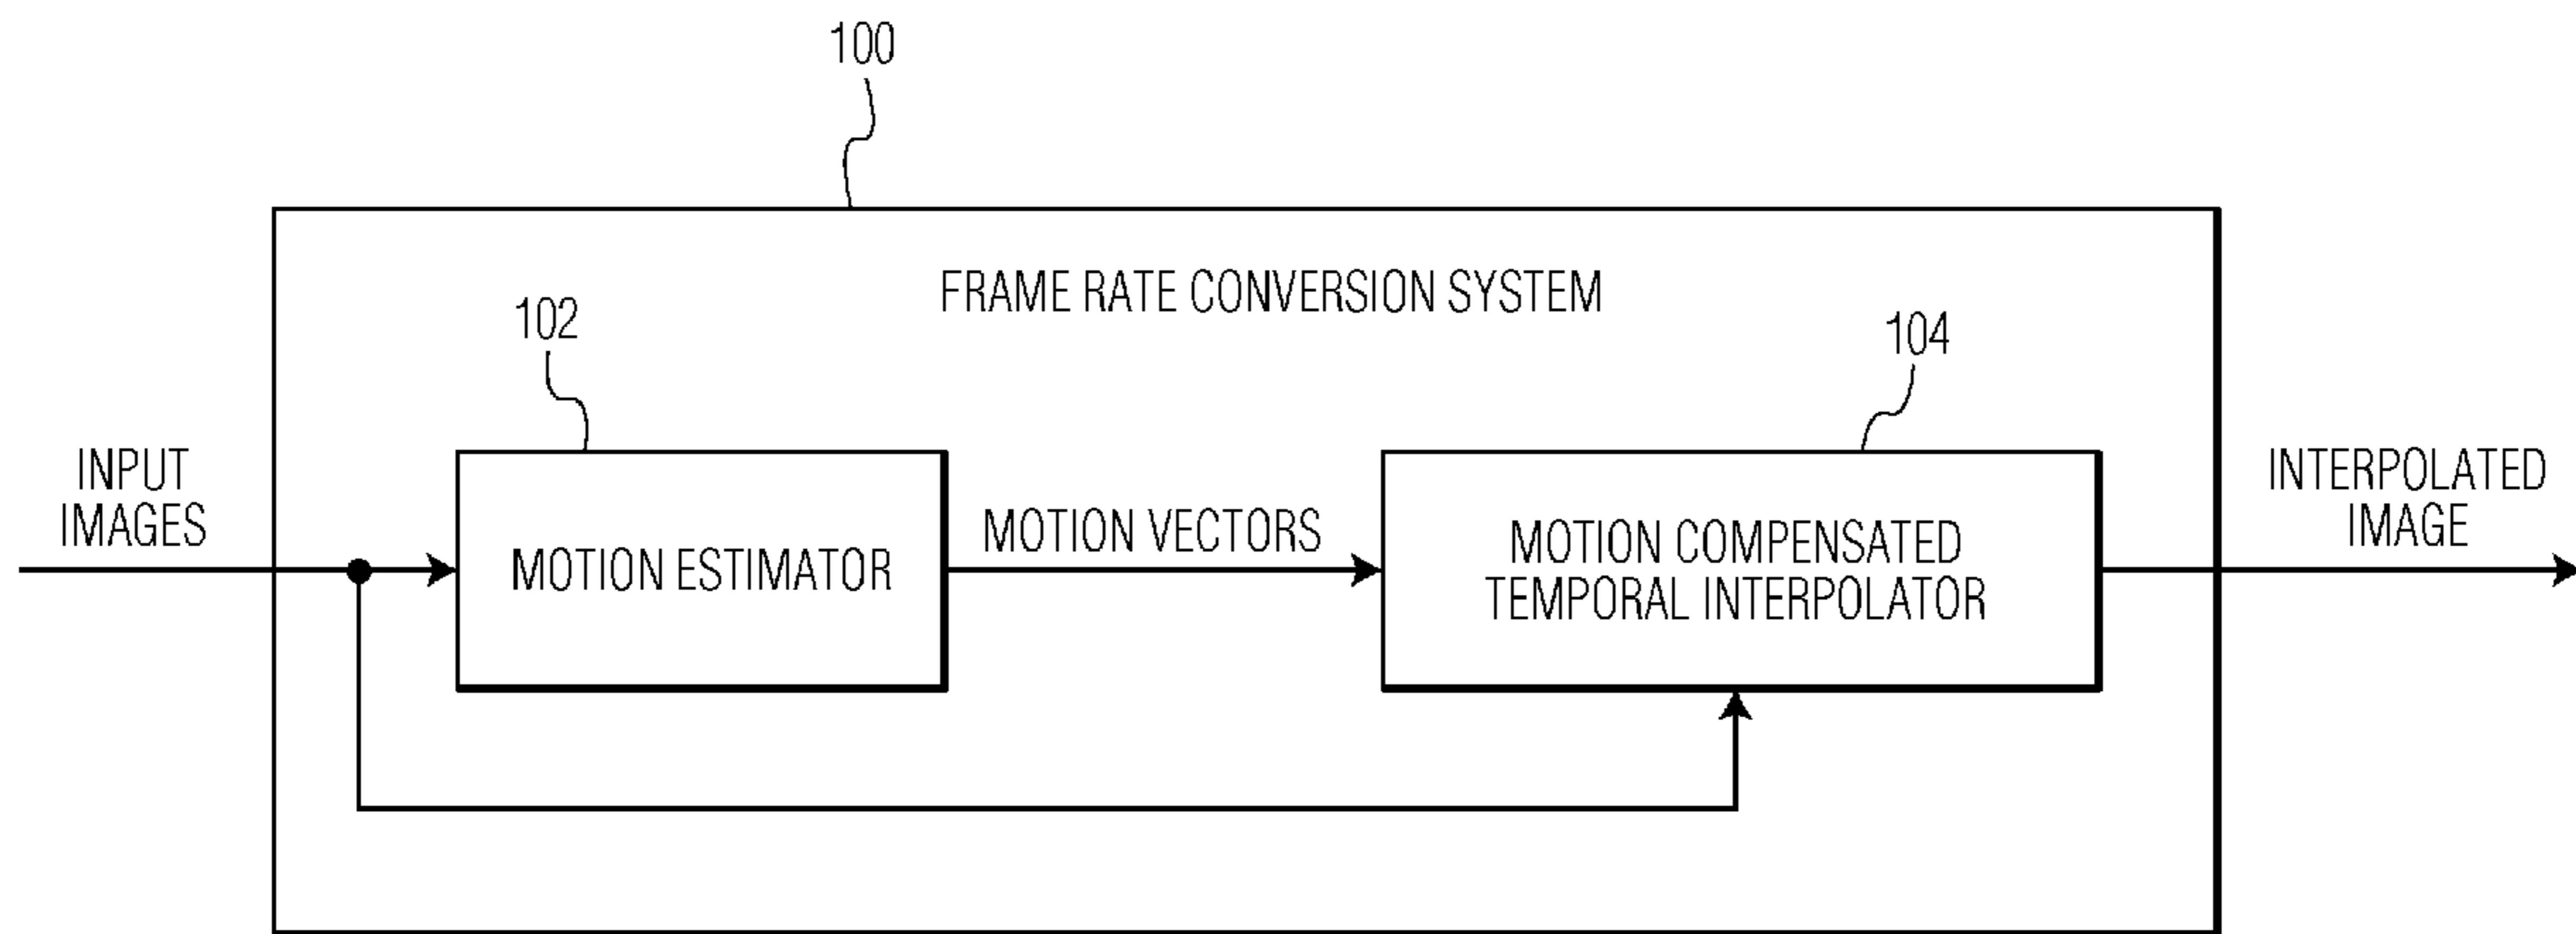 100
FRAME RATE CONVERSION SYSTEM
102
104
INPUT
IMAGES
MOTION ESTIMATOR
MOTION VECTORS
MOTION COMPENSATED
TEMPORAL INTERPOLATOR
INTERPOLATED
IMAGE